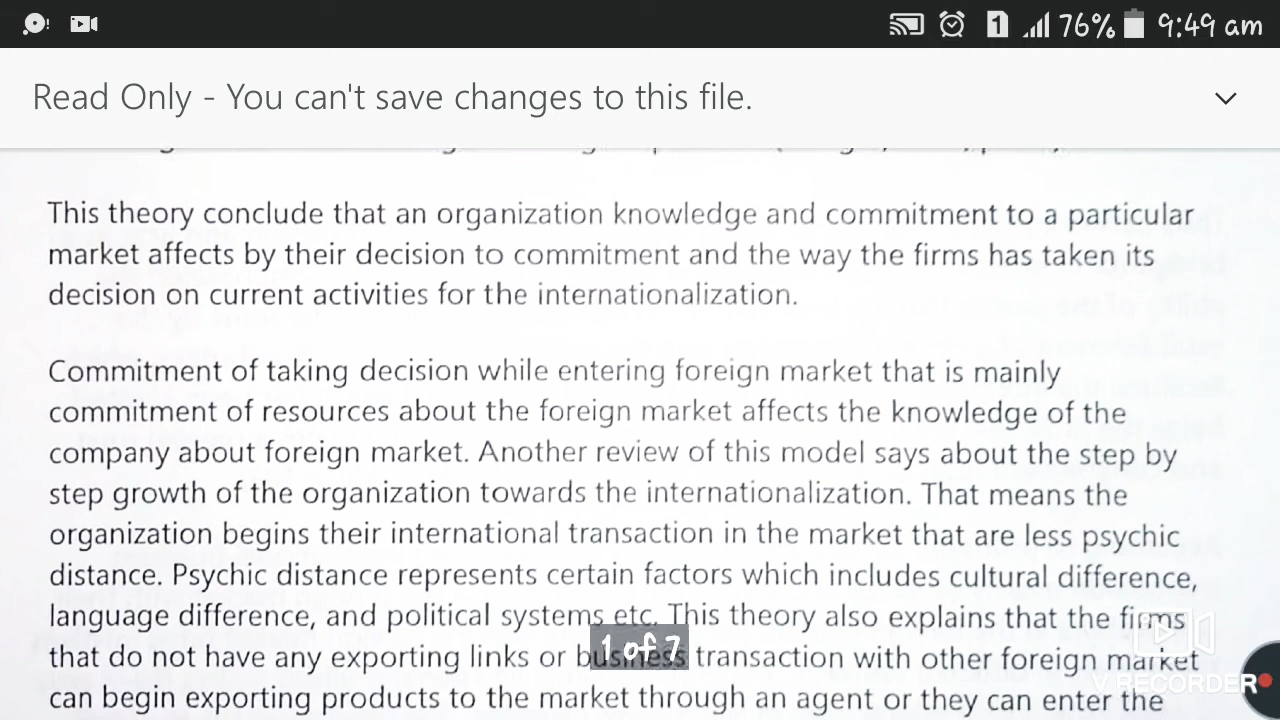 1 76% 9:49 am
Read Only - You can't save changes to this file.
This theory conclude that an organization knowledge and commitment to a particular
market affects by their decision to commitment and the way the firms has taken its
decision on current activities for the internationalization.
Commitment of taking decision while entering foreign market that is mainly
commitment of resources about the foreign market affects the knowledge of the
company about foreign market. Another review of this model says about the step by
step growth of the organization towards the internationalization. That means the
organization begins their international transaction in the market that are less psychic
distance. Psychic distance represents certain factors which includes cultural difference,
language difference, and political systems etc. This theory also explains that the firms
that do not have any exporting links or business transaction with other foreign market
1 of 7
can begin exporting products to the market through an agent or they can enter the
V RECORDER